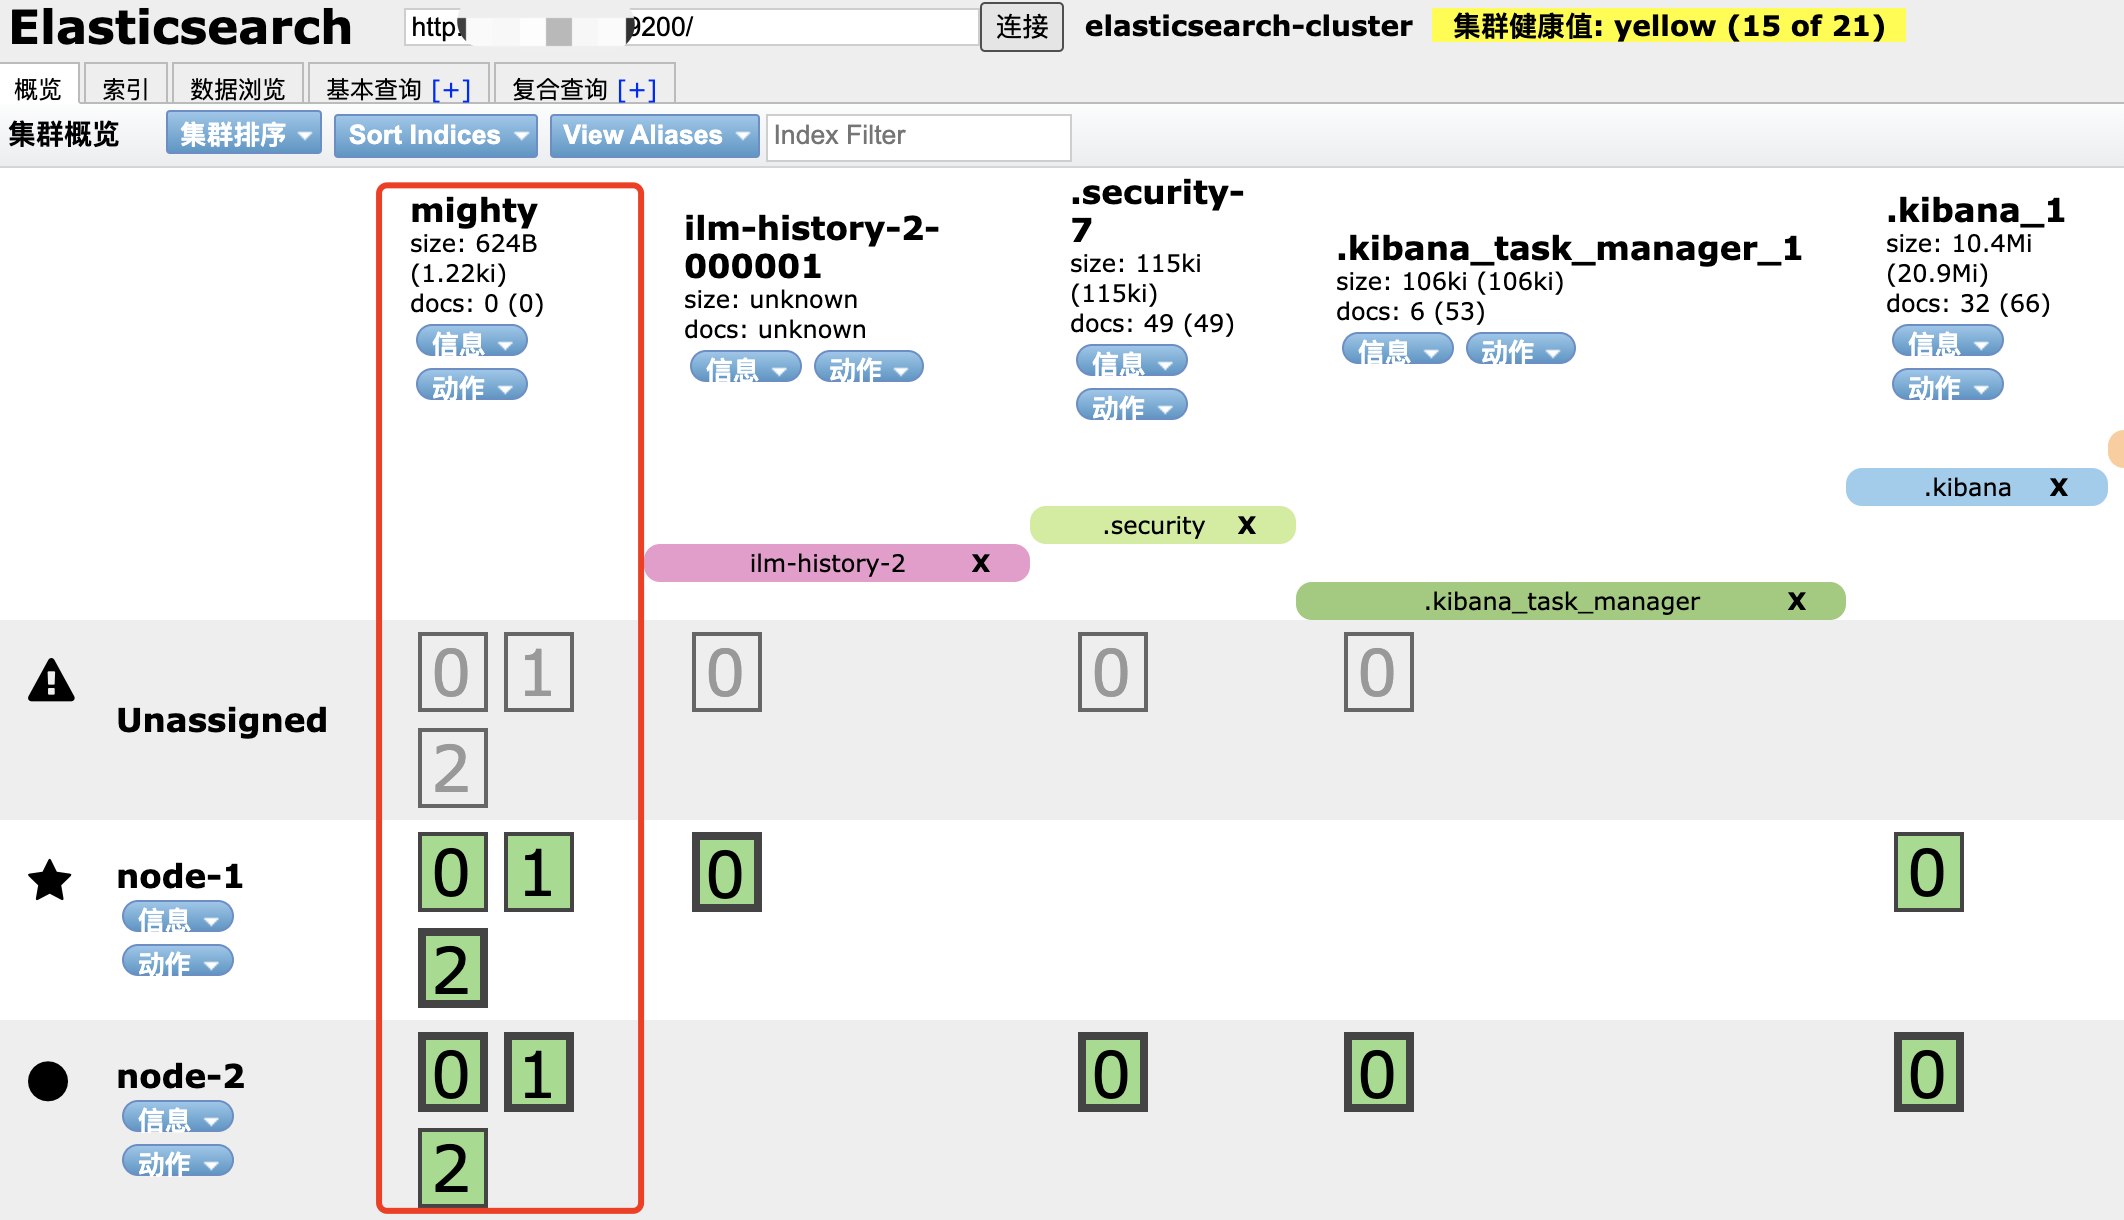 Elasticsearch
http: 9200/
连接
elasticsearch-cluster
集群健康值: yellow (15 of 21)
概览
索引
数据浏览
基本查询 [+]
复合查询 [+]
集群概览
集群排序
Sort Indices
View Aliases
Index Filter
mighty
size: 624B
(1.22ki)
docs: 0 (0)
信息
动作
ilm-history-2-
000001
size: unknown
docs: unknown
信息
动作
.security-
7
size: 115ki
(115ki)
docs: 49 (49)
信息
动作
.kibana_task_manager_1
size: 106ki (106ki)
docs: 6 (53)
信息
动作
.kibana_1
size: 10.4Mi
(20.9Mi)
docs: 32 (66)
信息
动作
.kibana X
.security X
ilm-history-2 X
.kibana_task_manager X
Unassigned
0 1
2
0
0
0
node-1
信息
动作
0 1
2
0
0
node-2
信息
动作
0 1
2
0
0
0